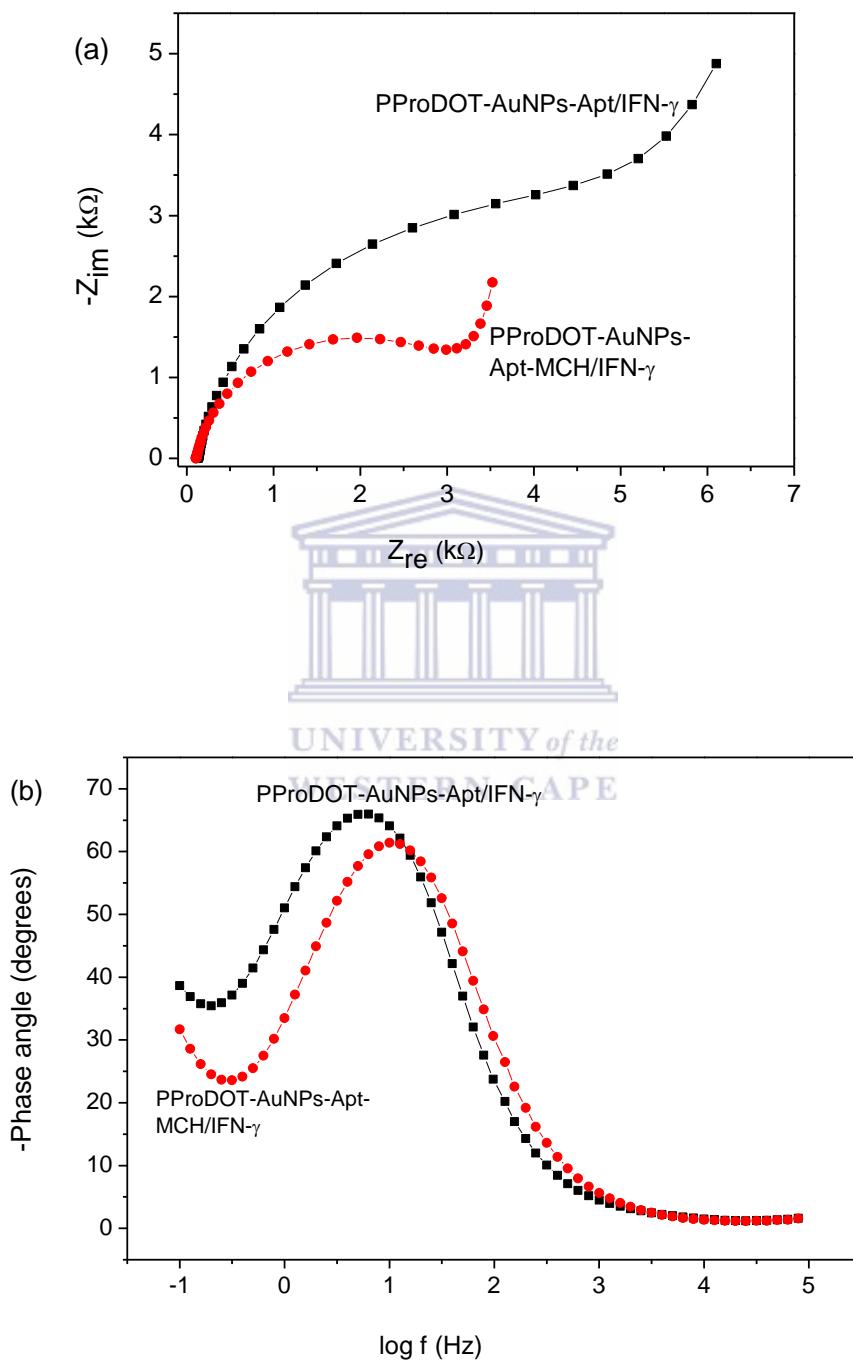 (a)
5
4
3
2
1
0
-Z_im (kΩ)
PProDOT-AuNPs-Apt/IFN-γ
PProDOT-AuNPs-
Apt-MCH/IFN-γ
0 1 2 3 4 5 6 7
Z_re (kΩ)
UNIVERSITY of the
WESTERN CAPE
(b)
70
60
50
40
30
20
10
0
-Phase angle (degrees)
PProDOT-AuNPs-Apt/IFN-γ
PProDOT-AuNPs-Apt-
MCH/IFN-γ
-1 0 1 2 3 4 5
log f (Hz)